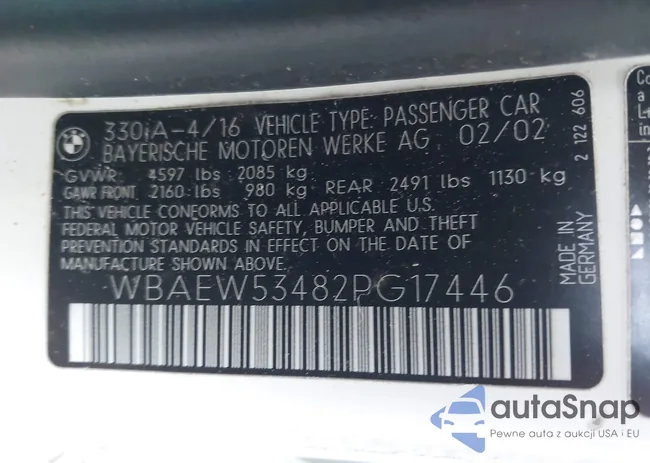 330iA-4/16 VEHICLE TYPE: PASSENGER CAR
BAYERISCHE MOTOREN WERKE AG 02/02
GVWR: 4597 lbs 2085 kg
GAWR FRONT: 2160 lbs 980 kg REAR 2491 lbs 1130 kg
THIS VEHICLE CONFORMS TO ALL APPLICABLE U.S.
FEDERAL MOTOR VEHICLE SAFETY, BUMPER AND THEFT
PREVENTION STANDARDS IN EFFECT ON THE DATE OF
MANUFACTURE SHOWN ABOVE.
WBAEW53482PG17446
MADE IN
GERMANY
2 122 606
Co
a
autaSnap
Pewne auta z aukcji USA i EU